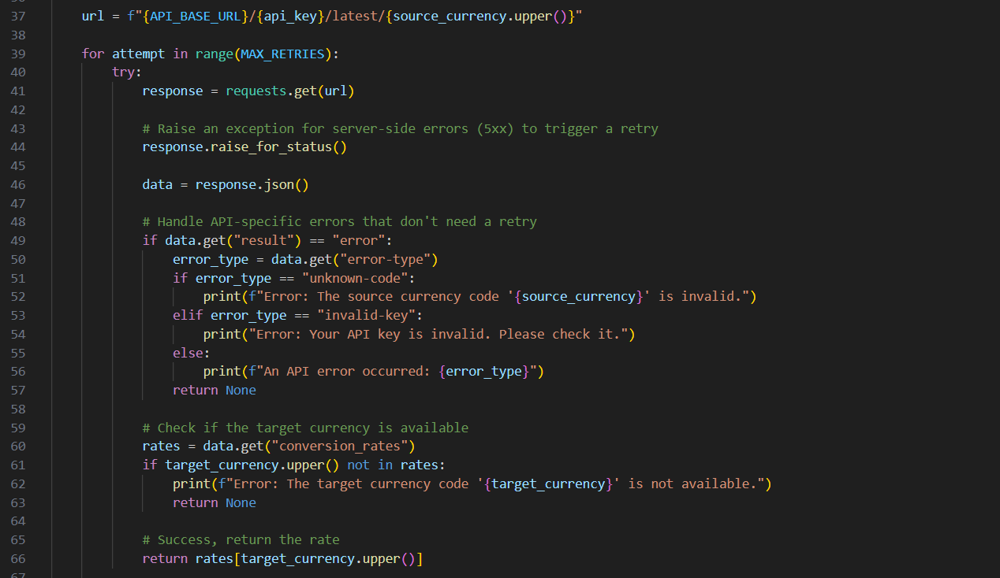 37 url = f"{API_BASE_URL}/{api_key}/latest/{source_currency.upper()}"
38
39 for attempt in range(MAX_RETRIES):
40 try:
41 response = requests.get(url)
42
43 # Raise an exception for server-side errors (5xx) to trigger a retry
44 response.raise_for_status()
45
46 data = response.json()
47
48 # Handle API-specific errors that don't need a retry
49 if data.get("result") == "error":
50 error_type = data.get("error-type")
51 if error_type == "unknown-code":
52 print(f"Error: The source currency code '{source_currency}' is invalid.")
53 elif error_type == "invalid-key":
54 print("Error: Your API key is invalid. Please check it.")
55 else:
56 print(f"An API error occurred: {error_type}")
57 return None
58
59 # Check if the target currency is available
60 rates = data.get("conversion_rates")
61 if target_currency.upper() not in rates:
62 print(f"Error: The target currency code '{target_currency}' is not available.")
63 return None
64
65 # Success, return the rate
66 return rates[target_currency.upper()]
67